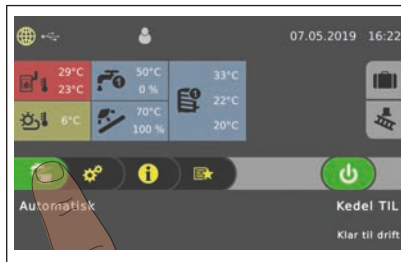 07.05.2019 16:22
29°C
23°C
50°C
0 %
33°C
22°C
20°C
6°C
70°C
100 %
Automatisk
Kedel TIL
Klar til drift